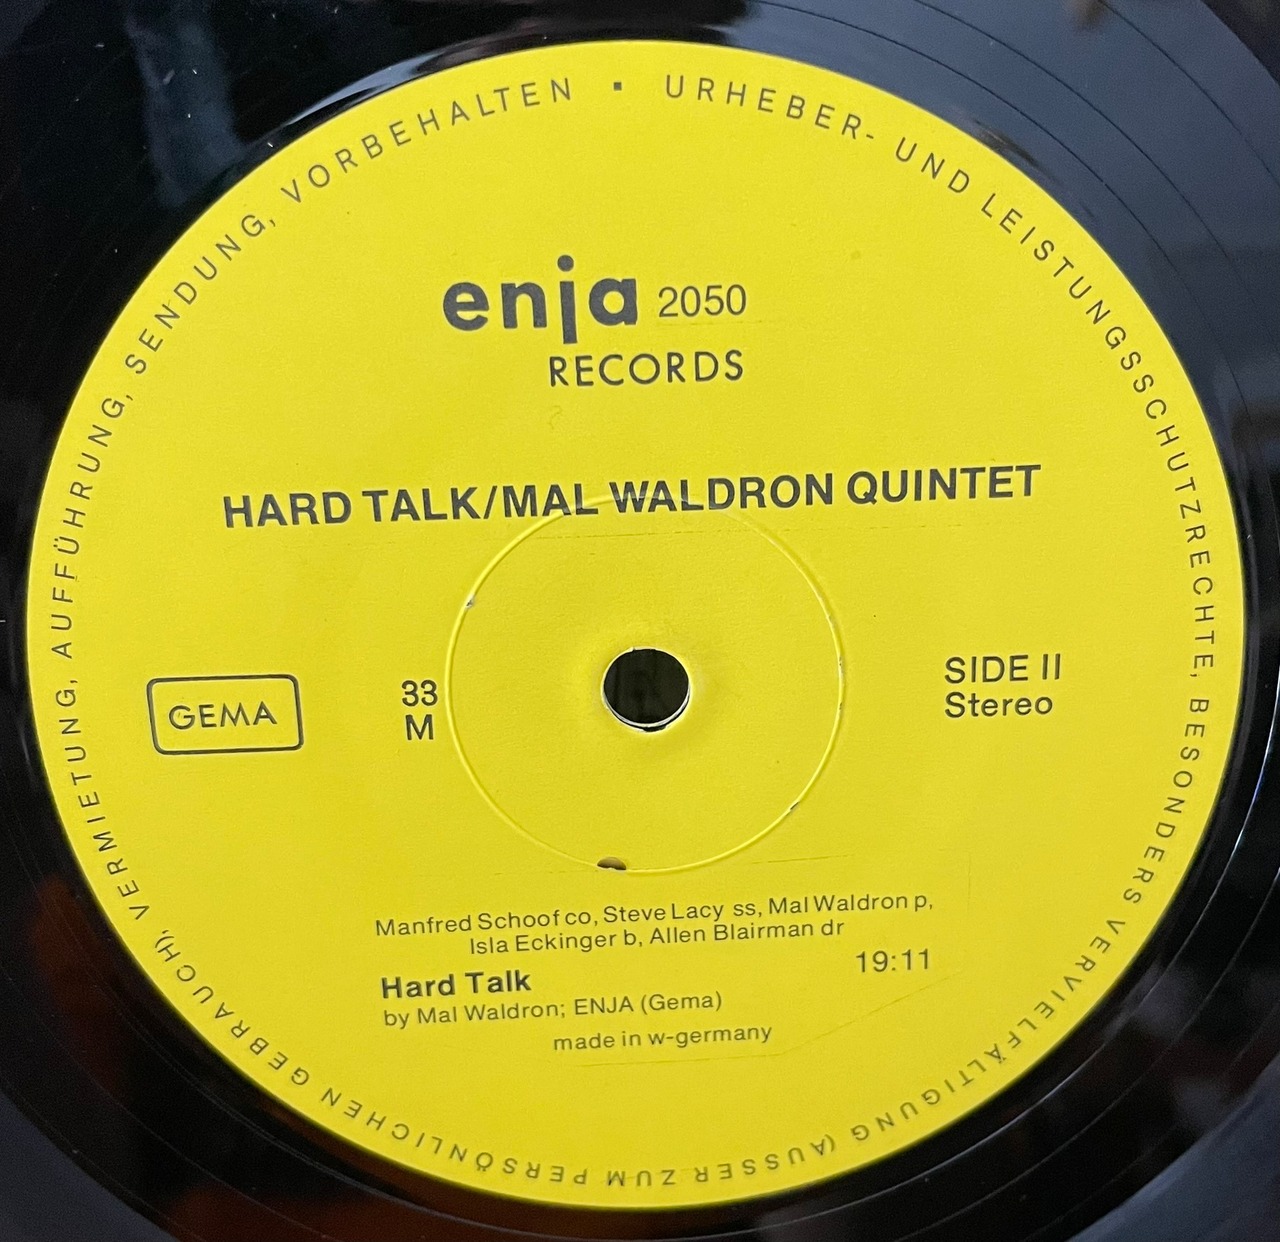 URHEBER- UND LEISTUNGSSCHUTZRECHTE, BESONDERS VERVIELFÄLTIGUNG (AUSSER ZUM PERSÖNLICHEN GEBRAUCH), VERMIETUNG, AUFFÜHRUNG, SENDUNG, VORBEHALTEN ▪
enja 2050
RECORDS
HARD TALK/MAL WALDRON QUINTET
GEMA
33
M
SIDE II
Stereo
Manfred Schoof co, Steve Lacy ss, Mal Waldron p,
Isla Eckinger b, Allen Blairman dr
Hard Talk 19:11
by Mal Waldron; ENJA (Gema)
made in w-germany